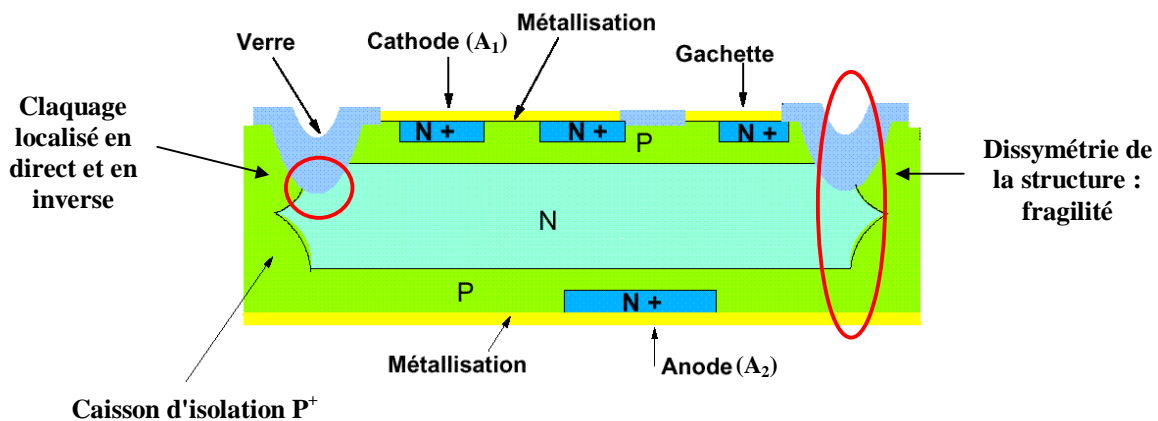 Métallisation
Verre
Cathode (A₁)
Gachette
Claquage
localisé en
direct et en
inverse
N +
N +
N +
P
Dissymétrie de
la structure :
fragilité
N
P
N +
Métallisation
Anode (A₂)
Caisson d'isolation P⁺